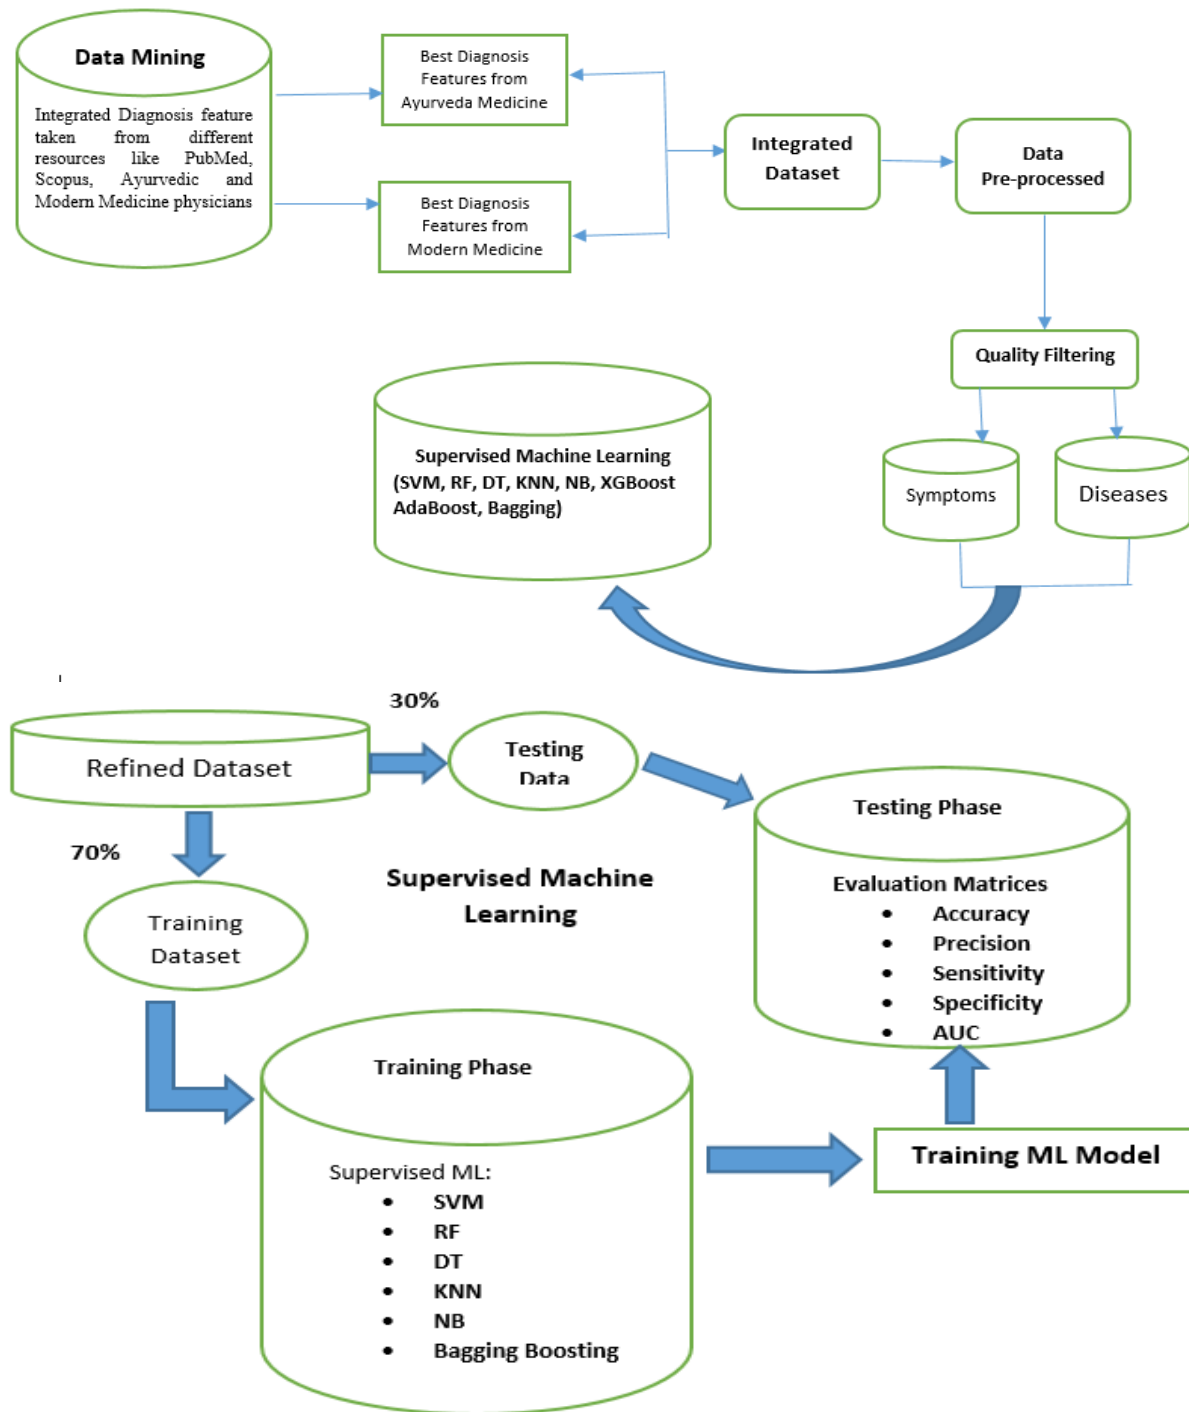 Data Mining
Integrated Diagnosis feature
taken from different
resources like PubMed,
Scopus, Ayurvedic and
Modern Medicine physicians
Best Diagnosis
Features from
Ayurveda Medicine
Best Diagnosis
Features from
Modern Medicine
Integrated
Dataset
Data
Pre-processed
Quality Filtering
Symptoms
Diseases
Supervised Machine Learning
(SVM, RF, DT, KNN, NB, XGBoost
AdaBoost, Bagging)
Refined Dataset
30%
Testing
Data
70%
Training
Dataset
Supervised Machine
Learning
Testing Phase
Evaluation Matrices
• Accuracy
• Precision
• Sensitivity
• Specificity
• AUC
Training Phase
Supervised ML:
• SVM
• RF
• DT
• KNN
• NB
• Bagging Boosting
Training ML Model